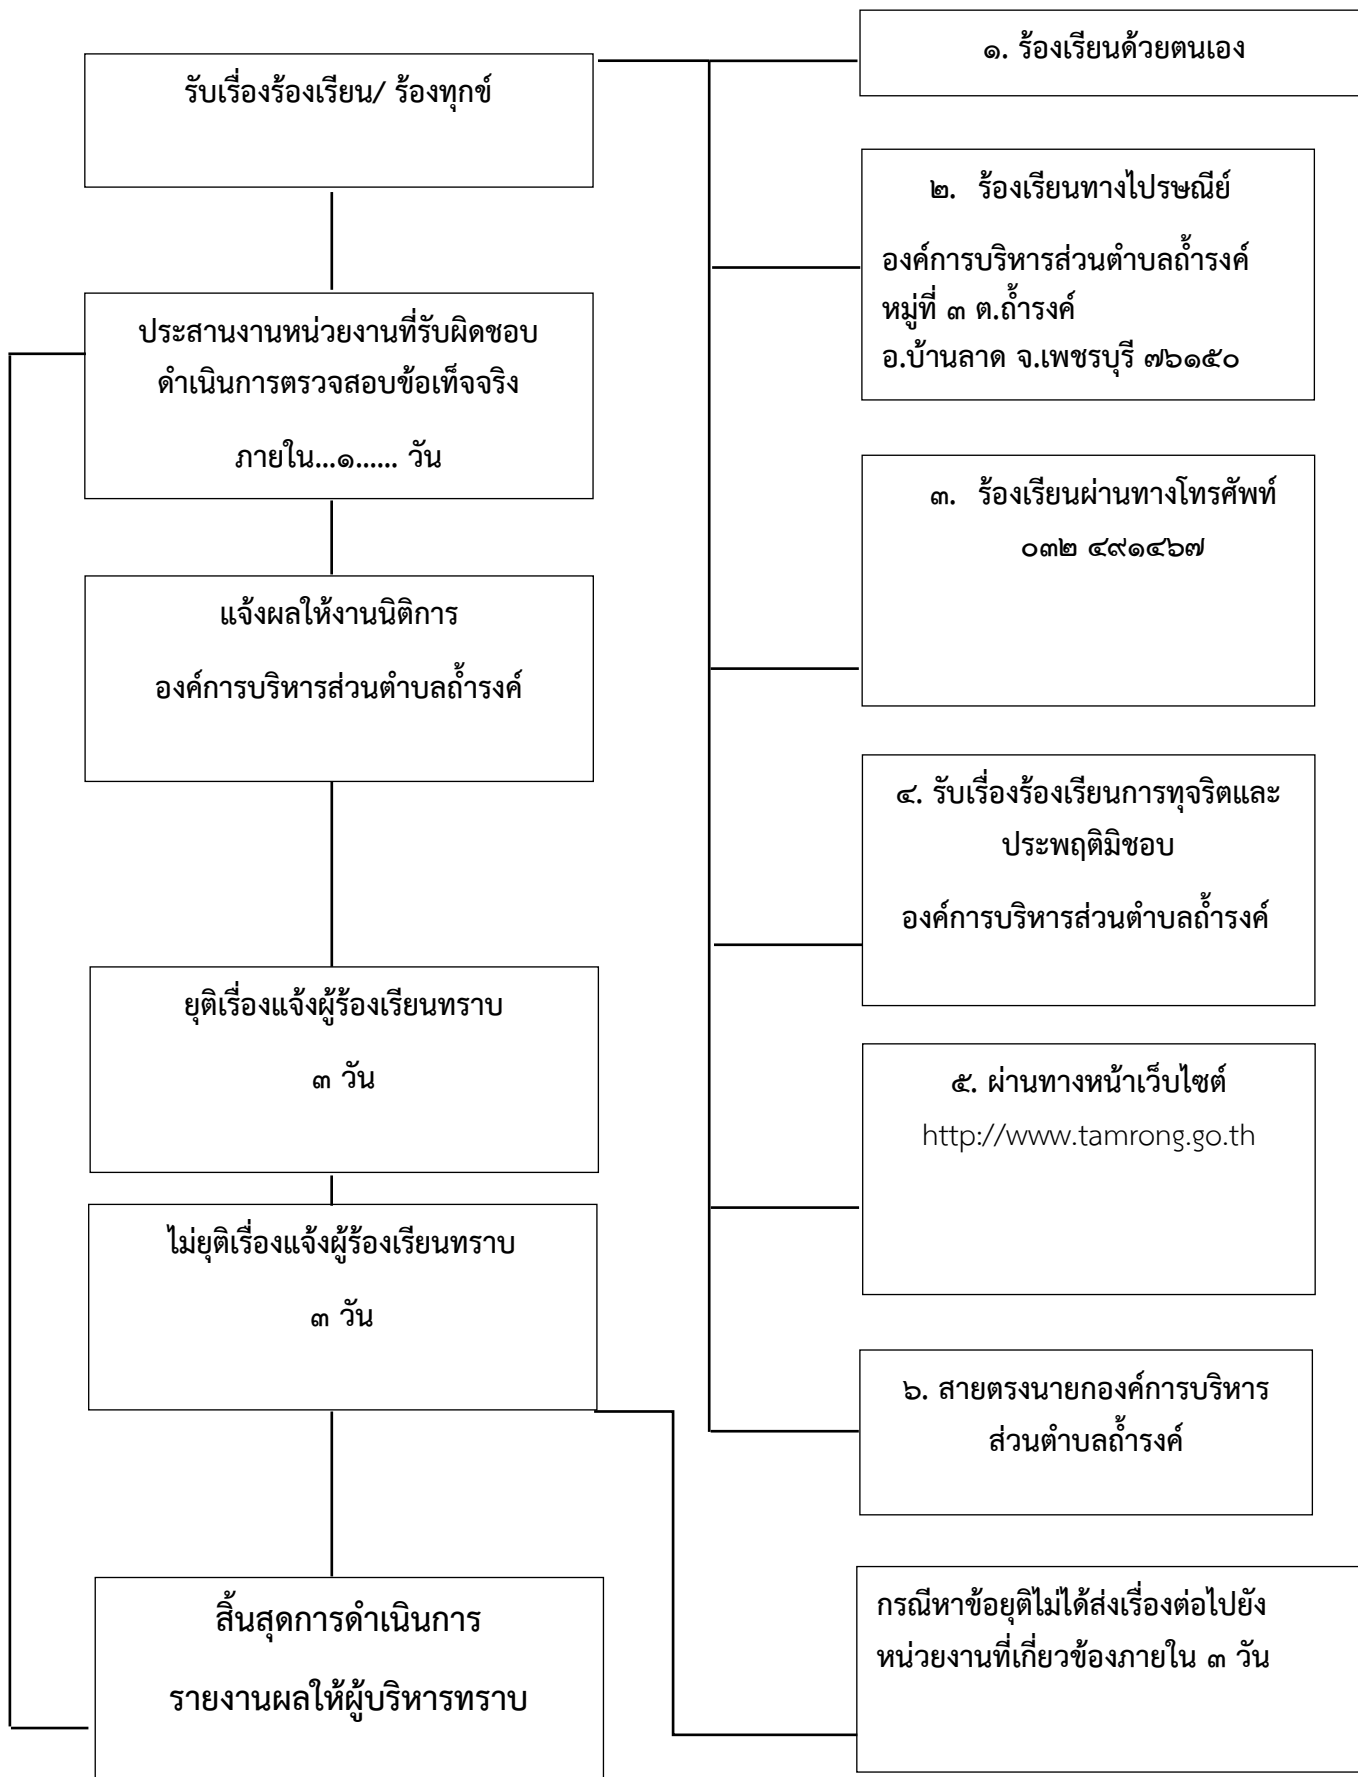 รับเรื่องร้องเรียน/ ร้องทุกข์
ประสานงานหน่วยงานที่รับผิดชอบ
ดำเนินการตรวจสอบข้อเท็จจริง
ภายใน...๑...... วัน
แจ้งผลให้งานนิติการ
องค์การบริหารส่วนตำบลถ้ำรงค์
ยุติเรื่องแจ้งผู้ร้องเรียนทราบ
๓ วัน
ไม่ยุติเรื่องแจ้งผู้ร้องเรียนทราบ
๓ วัน
สิ้นสุดการดำเนินการ
รายงานผลให้ผู้บริหารทราบ
๑. ร้องเรียนด้วยตนเอง
๒. ร้องเรียนทางไปรษณีย์
องค์การบริหารส่วนตำบลถ้ำรงค์
หมู่ที่ ๓ ต.ถ้ำรงค์
อ.บ้านลาด จ.เพชรบุรี ๗๖๑๕๐
๓. ร้องเรียนผ่านทางโทรศัพท์
๐๓๒ ๔๙๑๔๖๗
๔. รับเรื่องร้องเรียนการทุจริตและ
ประพฤติมิชอบ
องค์การบริหารส่วนตำบลถ้ำรงค์
๕. ผ่านทางหน้าเว็บไซต์
http://www.tamrong.go.th
๖. สายตรงนายกองค์การบริหาร
ส่วนตำบลถ้ำรงค์
กรณีหาข้อยุติไม่ได้ส่งเรื่องต่อไปยัง
หน่วยงานที่เกี่ยวข้องภายใน ๓ วัน